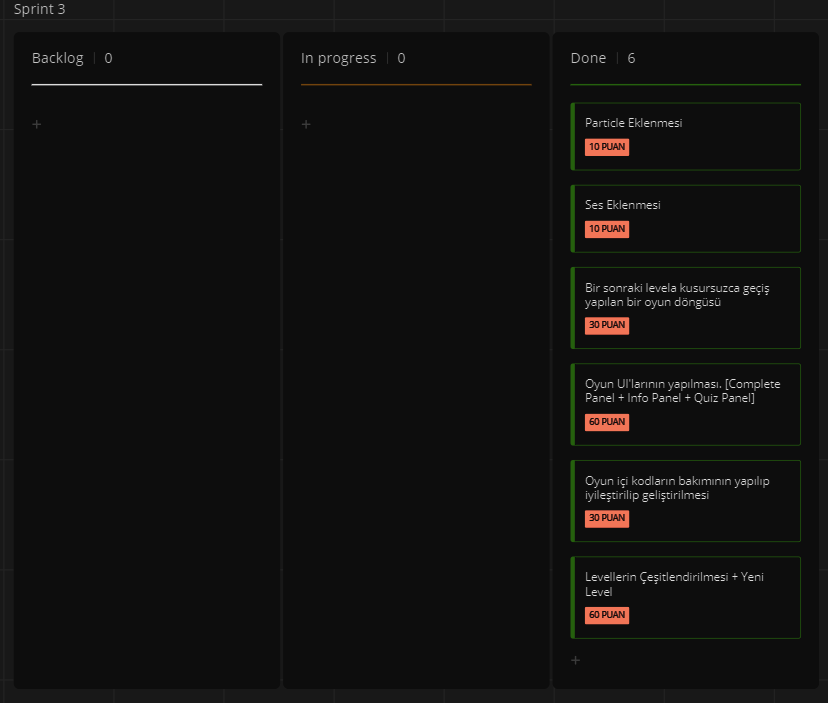 Sprint 3
Backlog | 0
+
In progress | 0
+
Done | 6
Particle Eklenmesi
10 PUAN
Ses Eklenmesi
10 PUAN
Bir sonraki levela kusursuzca geçiş
yapılan bir oyun döngüsü
30 PUAN
Oyun UI'larının yapılması. [Complete
Panel + Info Panel + Quiz Panel]
60 PUAN
Oyun içi kodların bakımının yapılıp
iyileştirilip geliştirilmesi
30 PUAN
Levellerin Çeşitlendirilmesi + Yeni
Level
60 PUAN
+